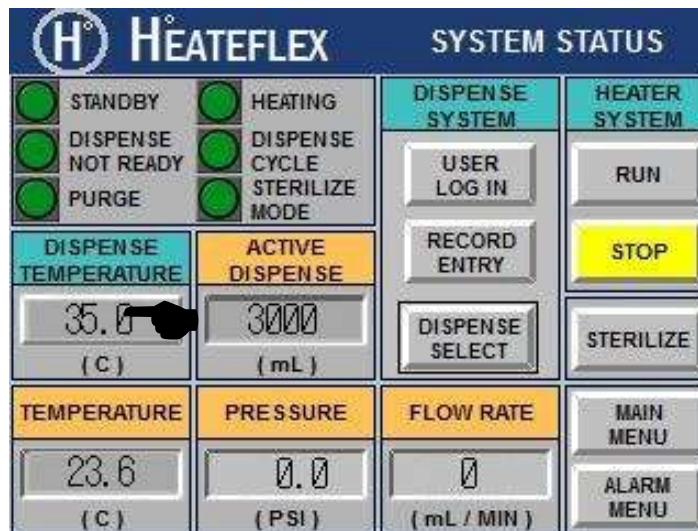 H HEATEFLEX
SYSTEM STATUS
STANDBY
HEATING
DISPENSE
NOT READY
DISPENSE
CYCLE
PURGE
STERILIZE
MODE
DISPENSE
SYSTEM
USER
LOG IN
RECORD
ENTRY
DISPENSE
SELECT
HEATER
SYSTEM
RUN
STOP
STERILIZE
DISPENSE
TEMPERATURE
35.0
(C)
ACTIVE
DISPENSE
3000
(mL)
TEMPERATURE
23.6
(C)
PRESSURE
0.0
(PSI)
FLOW RATE
0
(mL / MIN)
MAIN
MENU
ALARM
MENU